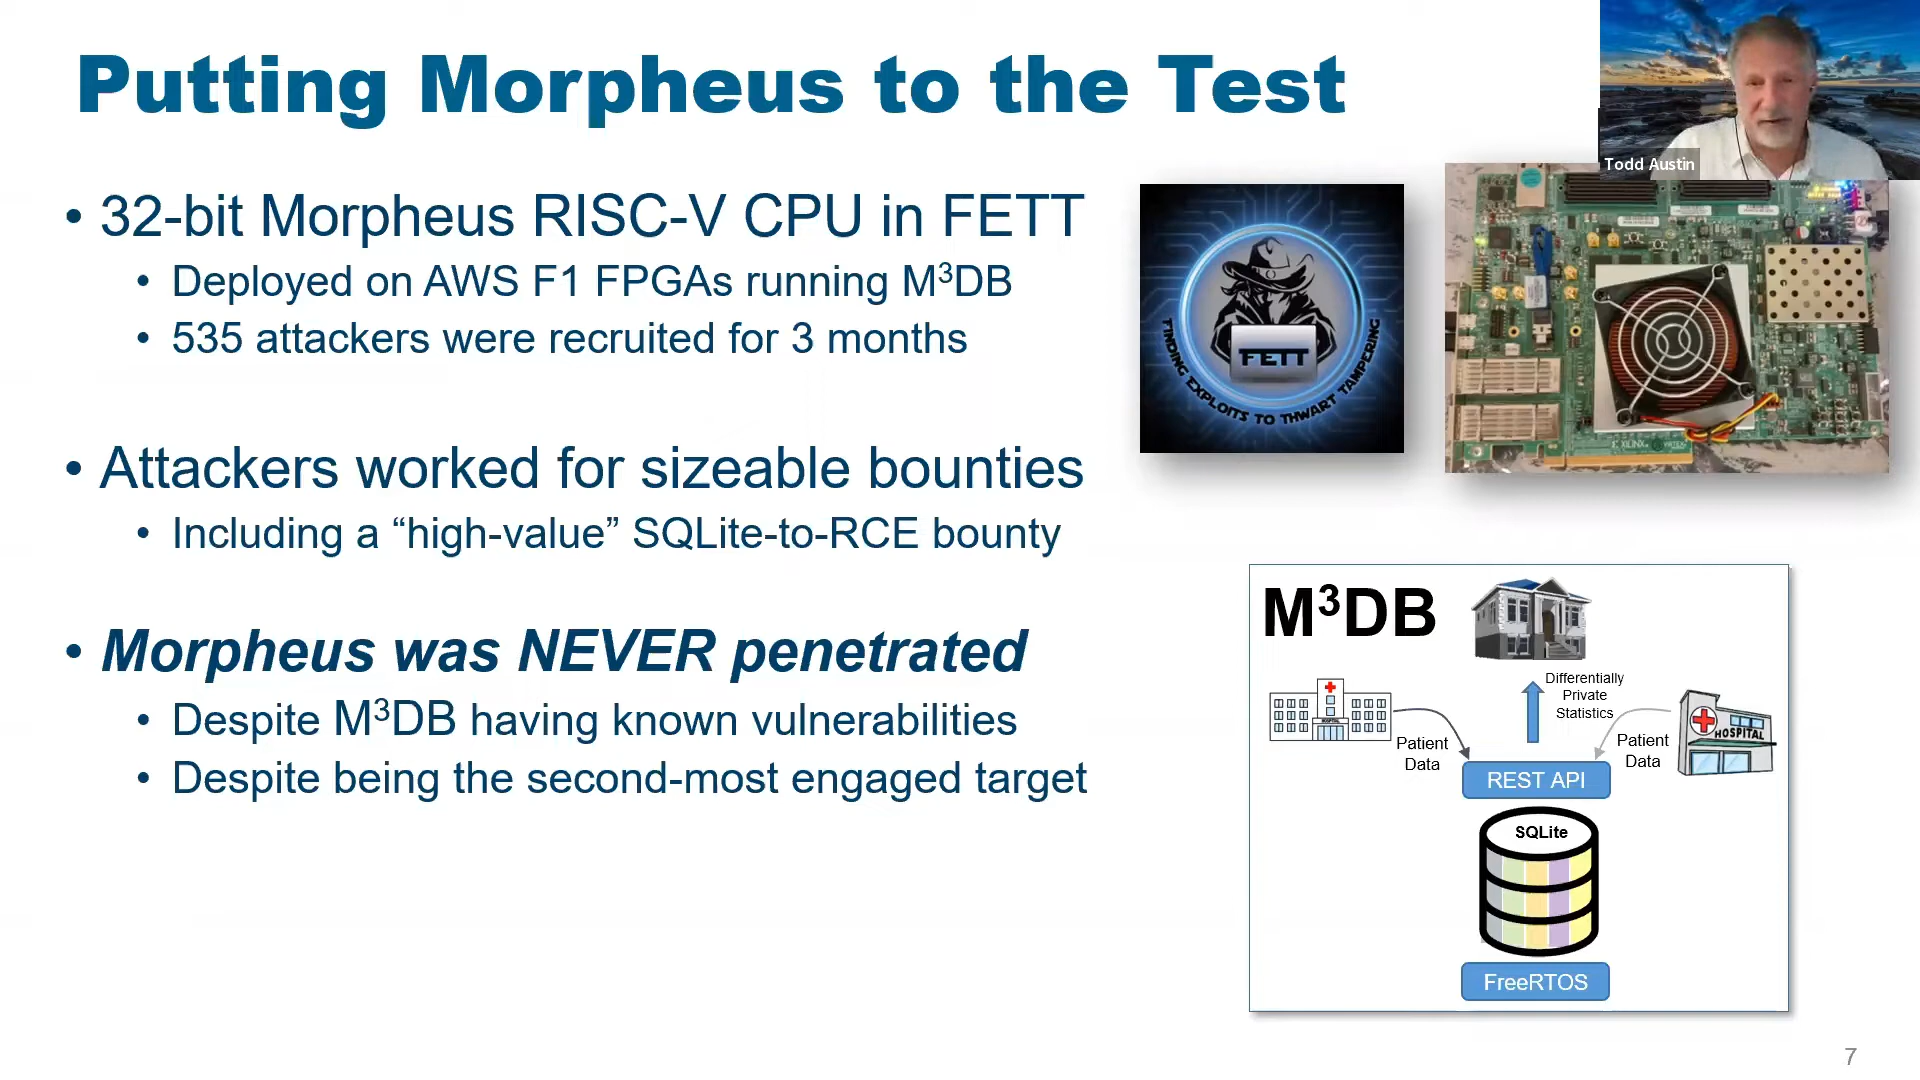 Putting Morpheus to the Test
Todd Austin
• 32-bit Morpheus RISC-V CPU in FETT
• Deployed on AWS F1 FPGAs running M³DB
• 535 attackers were recruited for 3 months
• Attackers worked for sizeable bounties
• Including a “high-value” SQLite-to-RCE bounty
• Morpheus was NEVER penetrated
• Despite M³DB having known vulnerabilities
• Despite being the second-most engaged target
FETT
FINDING EXPLOITS TO THWART TAMPERING
XILINX
M³DB
Differentially
Private
Statistics
HOSPITAL
Patient
Data
Patient
Data
HOSPITAL
REST API
SQLite
FreeRTOS
7